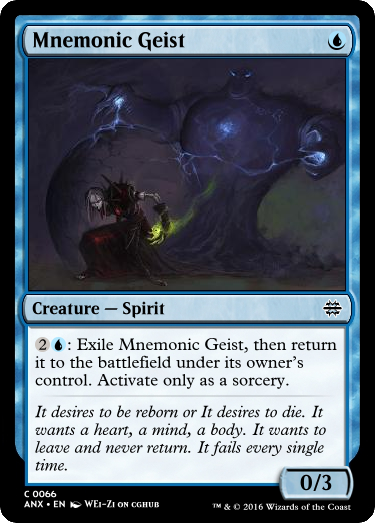 Mnemonic Geist
Creature — Spirit
2 : Exile Mnemonic Geist, then return
it to the battlefield under its owner's
control. Activate only as a sorcery.
It desires to be reborn or It desires to die. It
wants a heart, a mind, a body. It wants to
leave and never return. It fails every single
time.
0/3
C 0066
ANX • EN WEI-ZI ON CGHUB
™ & © 2016 Wizards of the Coast